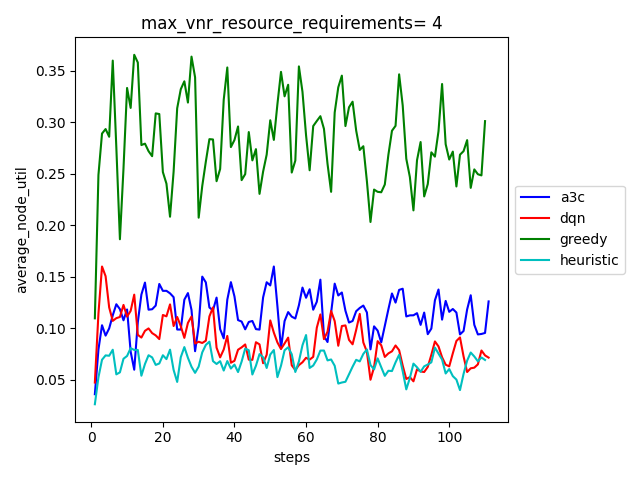 max_vnr_resource_requirements= 4
average_node_util
0.35
0.30
0.25
0.20
0.15
0.10
0.05
0 20 40 60 80 100
steps
a3c
dqn
greedy
heuristic